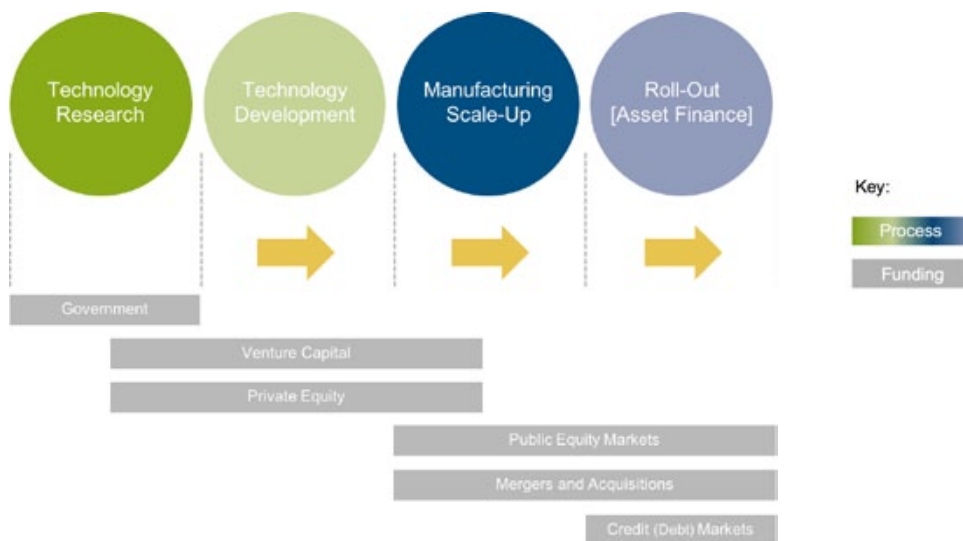 Technology
Research
Technology
Development
Manufacturing
Scale-Up
Roll-Out
[Asset Finance]
Key:
Process
Funding
Government
Venture Capital
Private Equity
Public Equity Markets
Mergers and Acquisitions
Credit (Debt) Markets